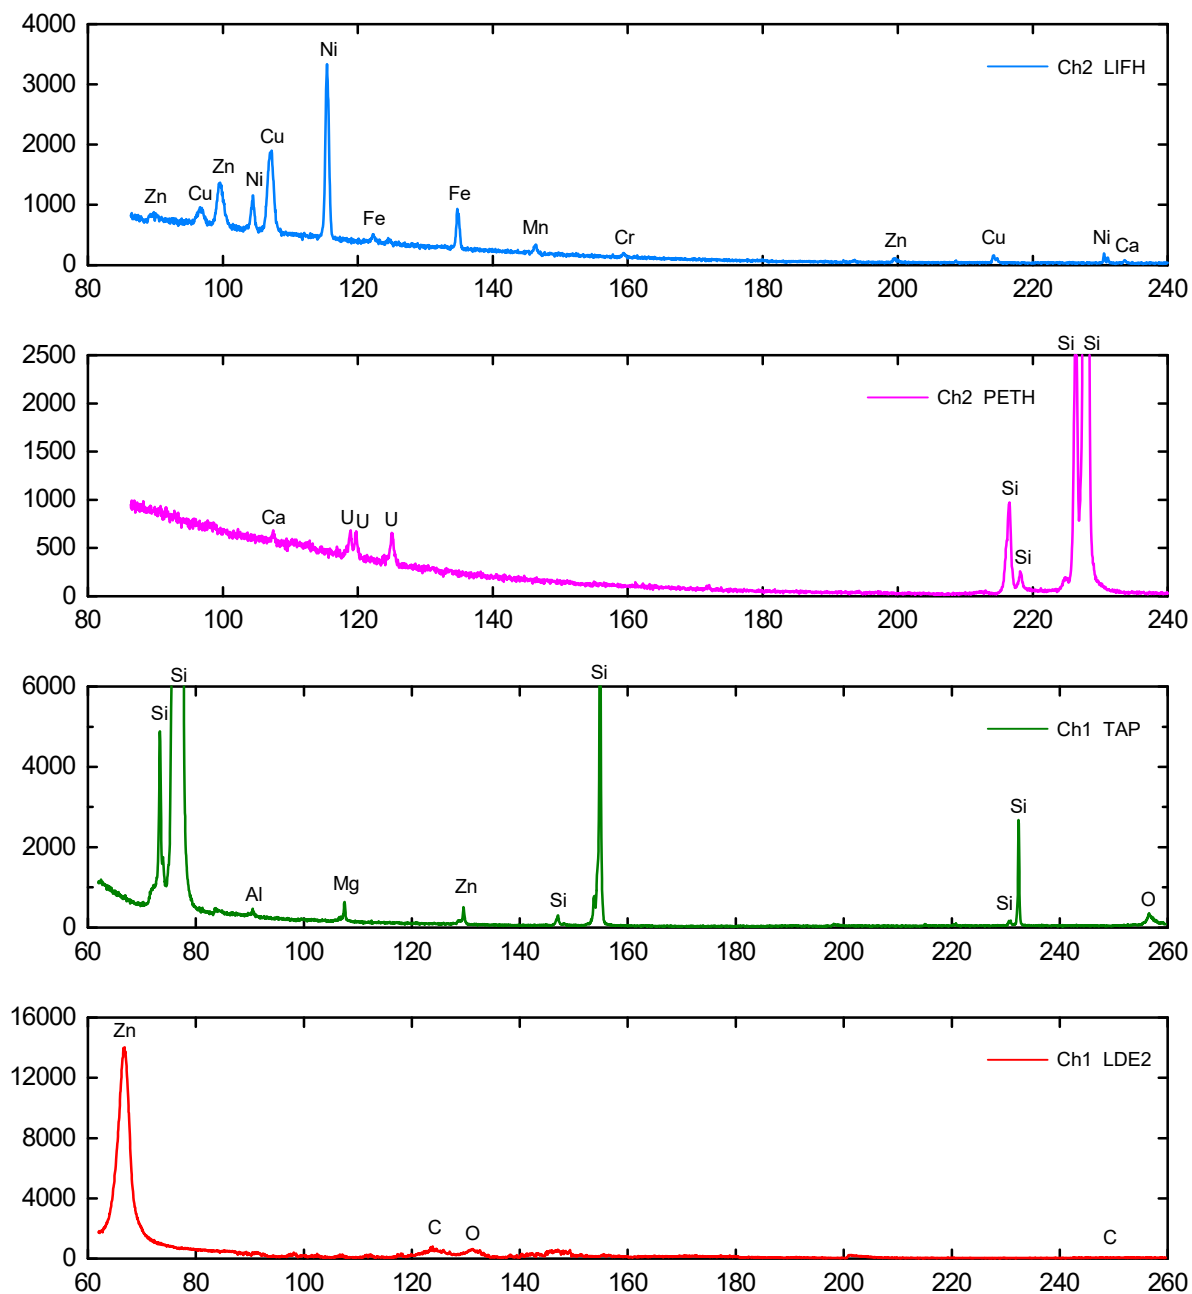 4000
Ni
Ch2 LIFH
3000
2000
Cu
Zn
Zn Cu Ni Fe
1000
Fe Mn Cr Zn Cu Ni Ca
0
80 100 120 140 160 180 200 220 240
Si Si
2500
Ch2 PETH
2000
1500
Si
1000
Ca U U U
500
Si
0
80 100 120 140 160 180 200 220 240
Si Si
6000
Si
Ch1 TAP
4000
Si
2000
Al Mg Zn Si Si O
0
60 80 100 120 140 160 180 200 220 240 260
16000
Zn
Ch1 LDE2
12000
8000
4000
C O C
0
60 80 100 120 140 160 180 200 220 240 260